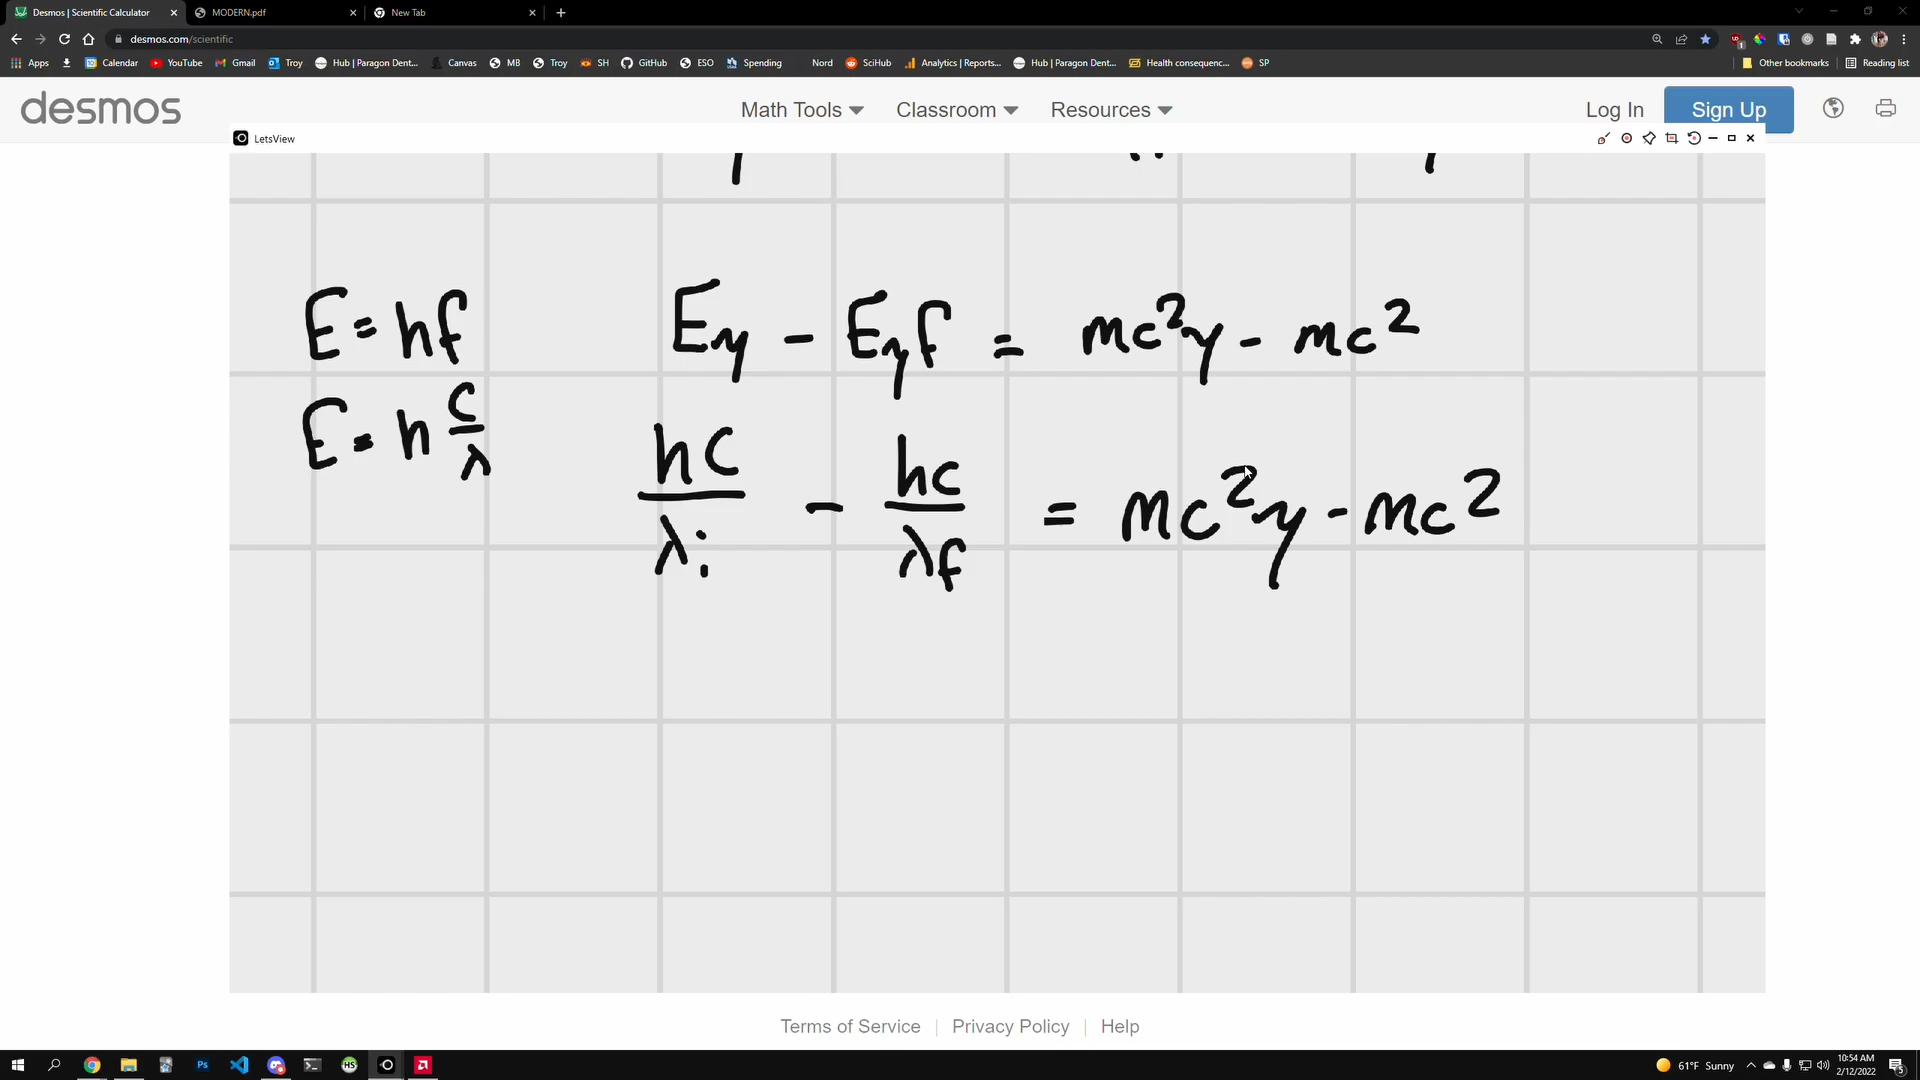 Desmos | Scientific Calculator
MODERN.pdf
New Tab
desmos.com/scientific
Apps Calendar YouTube Gmail Troy Hub | Paragon Dent... Canvas MB Troy SH GitHub ESO Spending Nord SciHub Analytics | Reports... Hub | Paragon Dent... Health consequenc... SP Other bookmarks Reading list
desmos Math Tools Classroom Resources Log In Sign Up
LetsView
E = hf
Eγ - Eγf = mc²γ - mc²
E = h c/λ
hc/λi - hc/λf = mc²γ - mc²
Terms of Service | Privacy Policy | Help
61°F Sunny
10:54 AM
2/12/2022